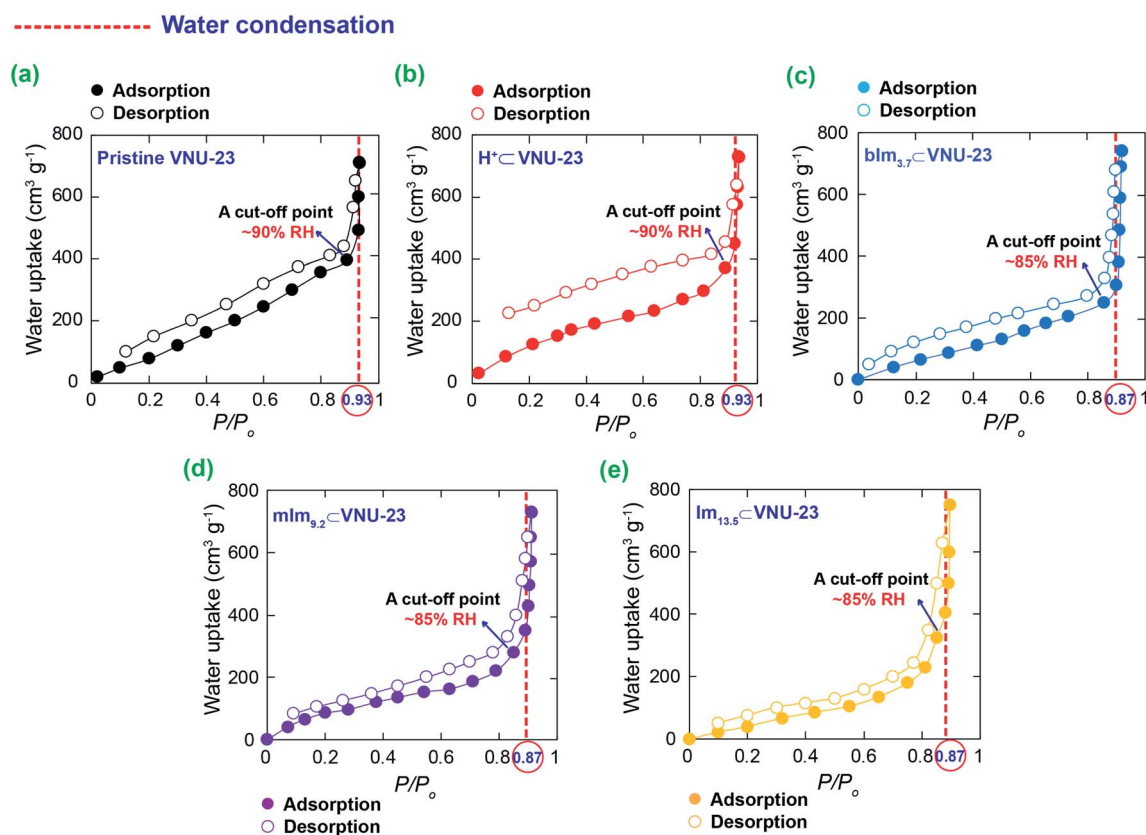 Water condensation
(a)
Adsorption
Desorption
Pristine VNU-23
A cut-off point
~90% RH
Water uptake (cm³ g⁻¹)
800
600
400
200
0
0 0.2 0.4 0.6 0.8 0.93 1
P/Pₒ
(b)
Adsorption
Desorption
H⁺⊂VNU-23
A cut-off point
~90% RH
Water uptake (cm³ g⁻¹)
800
600
400
200
0
0 0.2 0.4 0.6 0.8 0.93 1
P/Pₒ
(c)
Adsorption
Desorption
bIm₃.₇⊂VNU-23
A cut-off point
~85% RH
Water uptake (cm³ g⁻¹)
800
600
400
200
0
0 0.2 0.4 0.6 0.8 0.87 1
P/Pₒ
(d)
mIm₉.₂⊂VNU-23
A cut-off point
~85% RH
Water uptake (cm³ g⁻¹)
800
600
400
200
0
0 0.2 0.4 0.6 0.8 0.87 1
P/Pₒ
Adsorption
Desorption
(e)
Im₁₃.₅⊂VNU-23
A cut-off point
~85% RH
Water uptake (cm³ g⁻¹)
800
600
400
200
0
0 0.2 0.4 0.6 0.8 0.87 1
P/Pₒ
Adsorption
Desorption